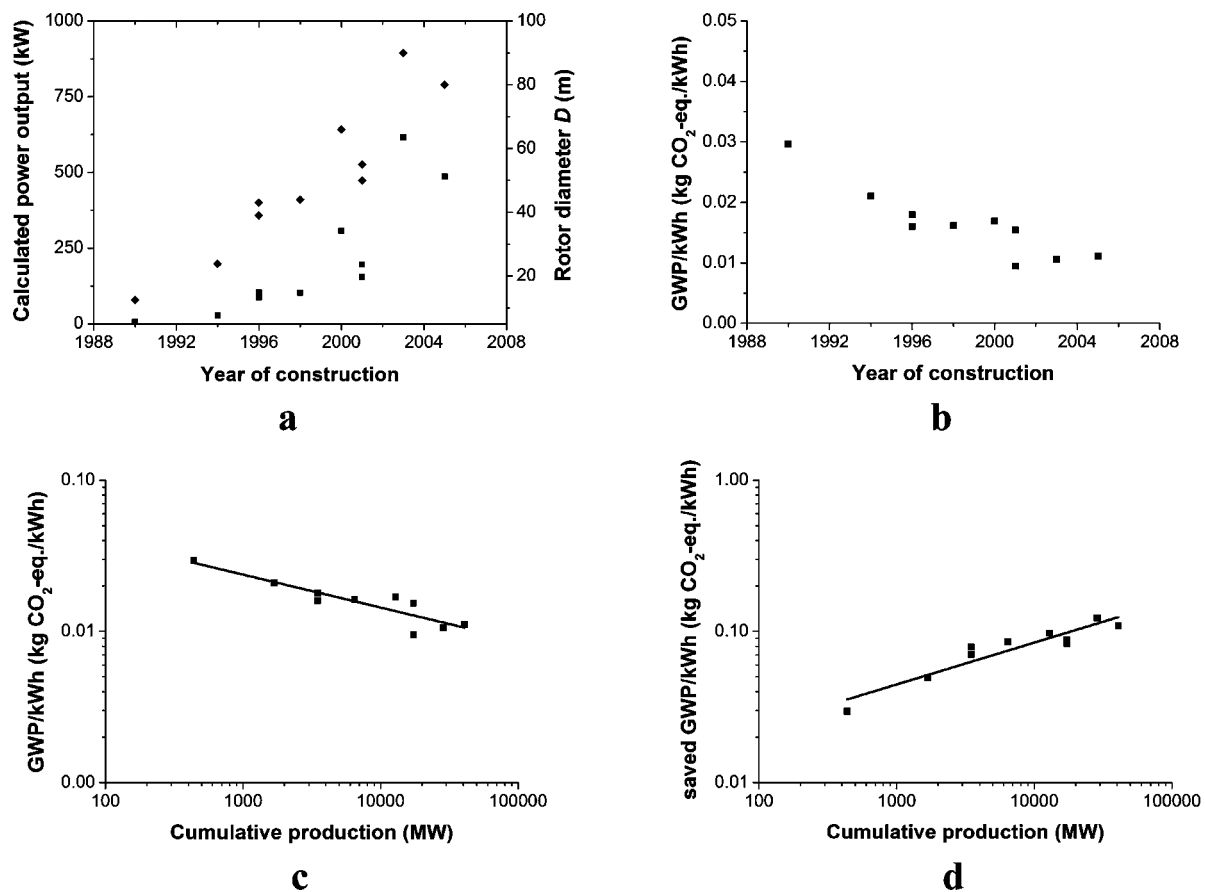 Calculated power output (kW)
1000
750
500
250
0
100
80
60
40
20
Rotor diameter D (m)
1988 1992 1996 2000 2004 2008
Year of construction
a
GWP/kWh (kg CO2-eq./kWh)
0.05
0.04
0.03
0.02
0.01
0.00
1988 1992 1996 2000 2004 2008
Year of construction
b
GWP/kWh (kg CO2-eq./kWh)
0.10
0.01
0.00
100 1000 10000 100000
Cumulative production (MW)
c
saved GWP/kWh (kg CO2-eq./kWh)
1.00
0.10
0.01
100 1000 10000 100000
Cumulative production (MW)
d